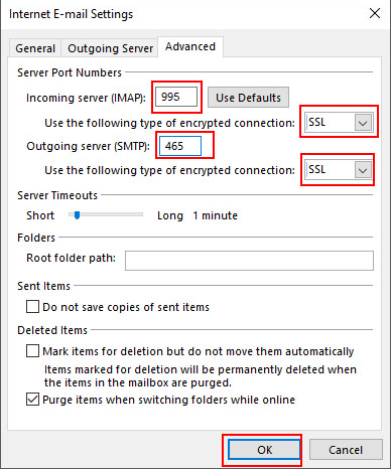 Internet E-mail Settings
General Outgoing Server Advanced
Server Port Numbers
Incoming server (IMAP): 995 Use Defaults
Use the following type of encrypted connection: SSL
Outgoing server (SMTP): 465
Use the following type of encrypted connection: SSL
Server Timeouts
Short Long 1 minute
Folders
Root folder path:
Sent Items
Do not save copies of sent items
Deleted Items
Mark items for deletion but do not move them automatically
Items marked for deletion will be permanently deleted when
the items in the mailbox are purged.
Purge items when switching folders while online
OK Cancel